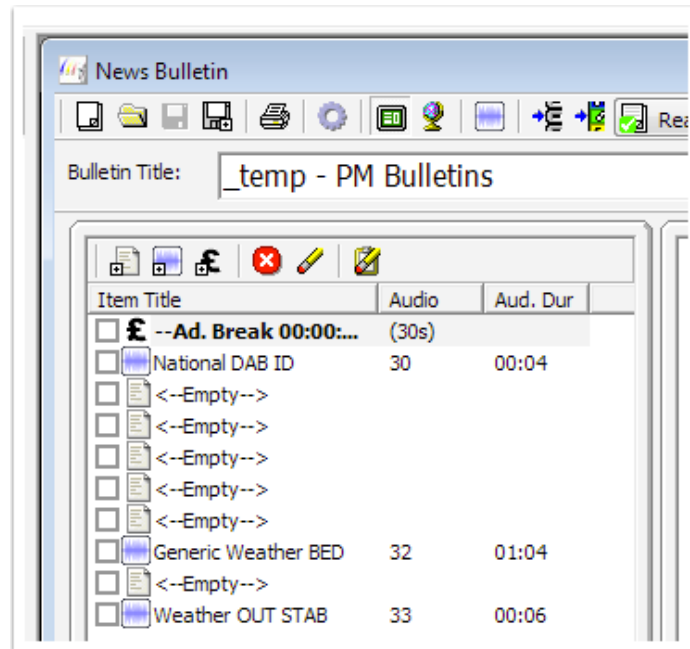 News Bulletin
Rea
Bulletin Title: _temp - PM Bulletins
Item Title Audio Aud. Dur
£ --Ad. Break 00:00:... (30s)
National DAB ID 30 00:04
<--Empty-->
<--Empty-->
<--Empty-->
<--Empty-->
<--Empty-->
Generic Weather BED 32 01:04
<--Empty-->
Weather OUT STAB 33 00:06